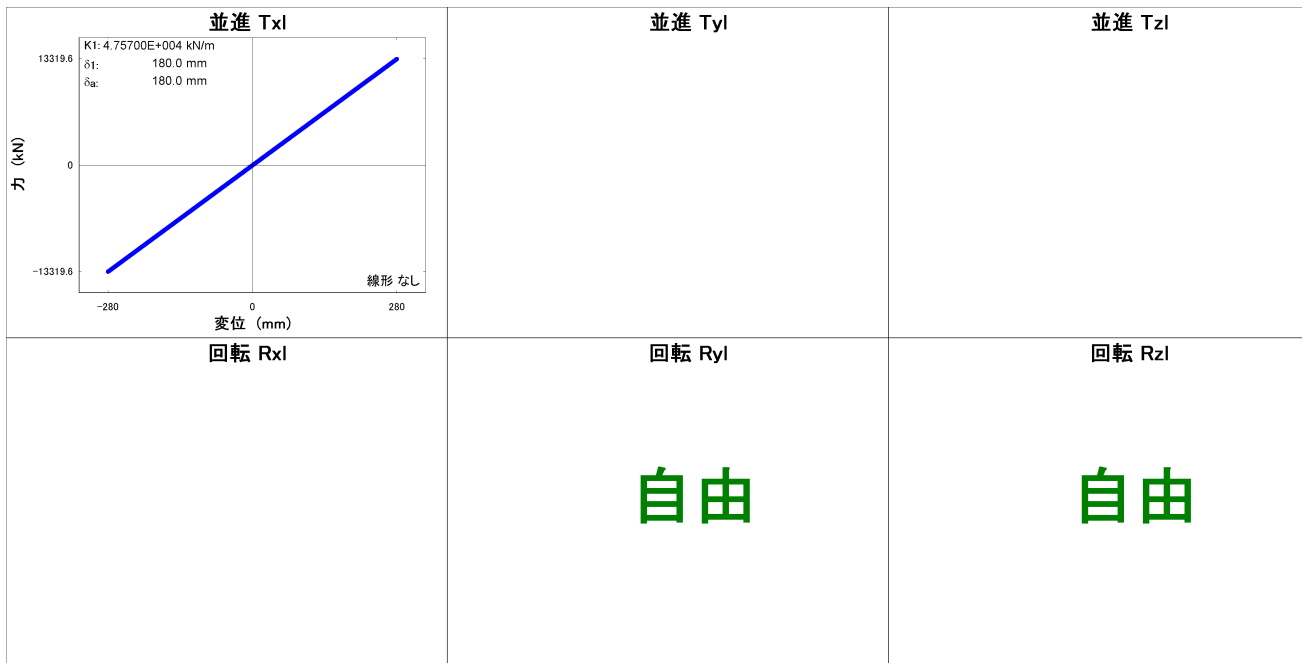 並進 Txl
K1: 4.75700E+004 kN/m
δ1: 180.0 mm
δa: 180.0 mm
13319.6
0
-13319.6
力 (kN)
線形 なし
-280 0 280
変位 (mm)
並進 Tyl
並進 Tzl
回転 Rxl
回転 Ryl
自由
回転 Rzl
自由